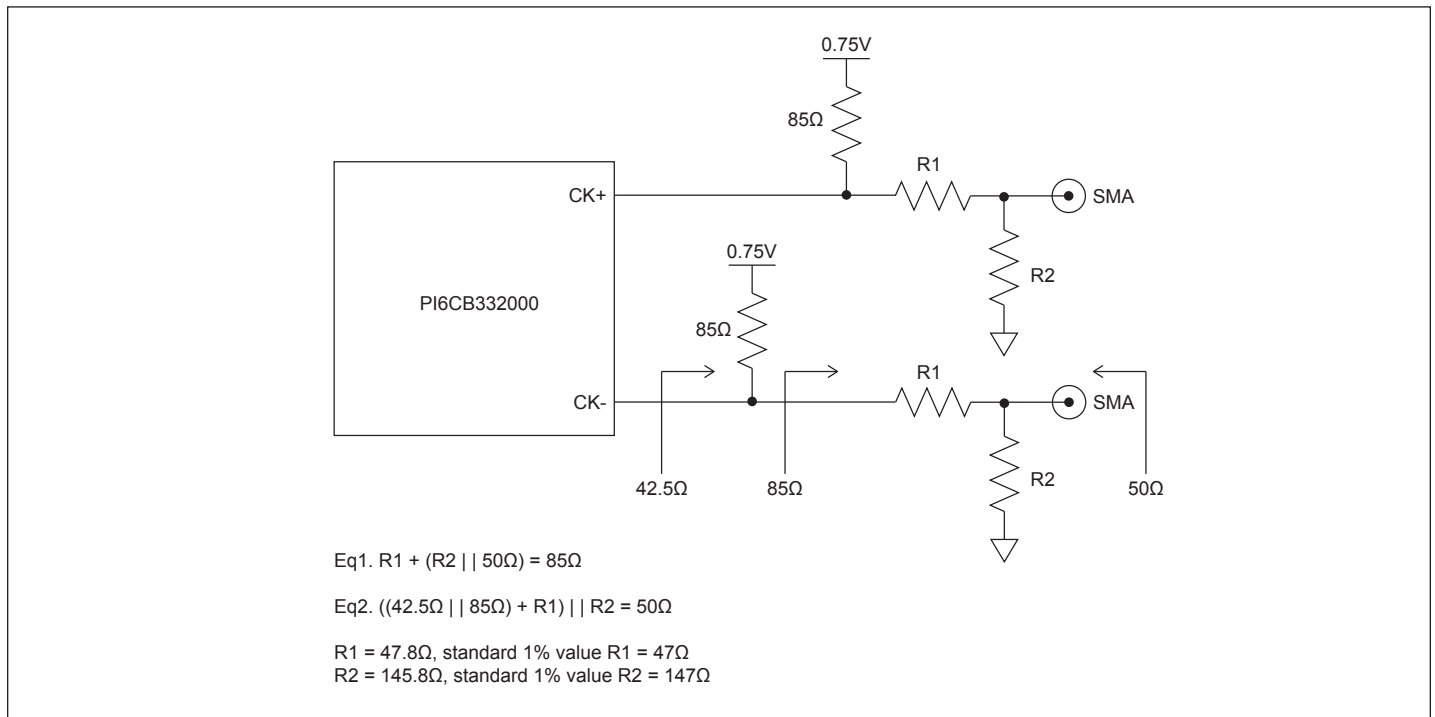 0.75V
85Ω
R1
CK+
SMA
R2
0.75V
PI6CB332000
85Ω
R1
CK-
SMA
R2
42.5Ω
85Ω
50Ω
Eq1. R1 + (R2 | | 50Ω) = 85Ω
Eq2. ((42.5Ω | | 85Ω) + R1) | | R2 = 50Ω
R1 = 47.8Ω, standard 1% value R1 = 47Ω
R2 = 145.8Ω, standard 1% value R2 = 147Ω